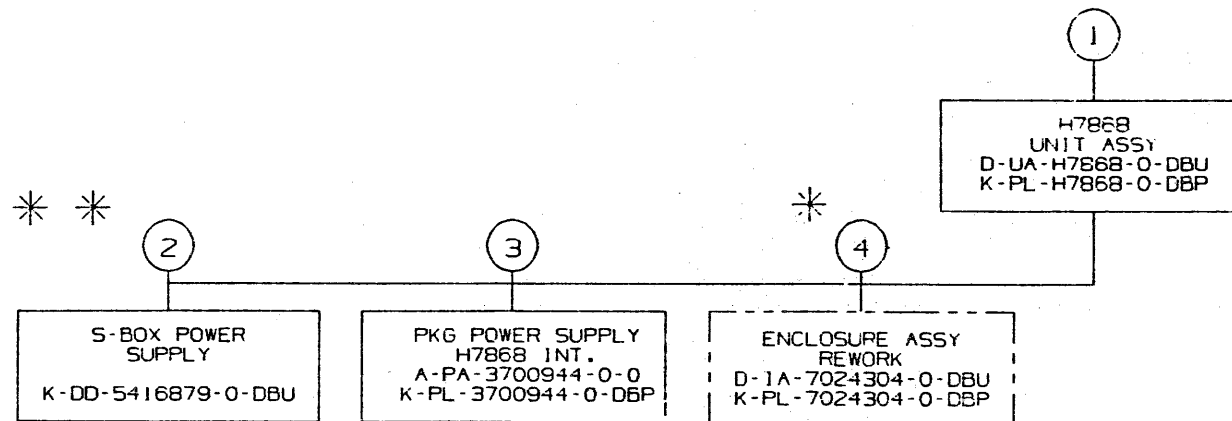 1
H7868
UNIT ASSY
D-UA-H7868-0-DBU
K-PL-H7868-0-DBP
* *
*
2
3
4
S-BOX POWER
SUPPLY
K-DD-5416879-0-DBU
PKG POWER SUPPLY
H7868 INT.
A-PA-3700944-0-0
K-PL-3700944-0-DBP
ENCLOSURE ASSY
REWORK
D-IA-7024304-0-DBU
K-PL-7024304-0-DBP